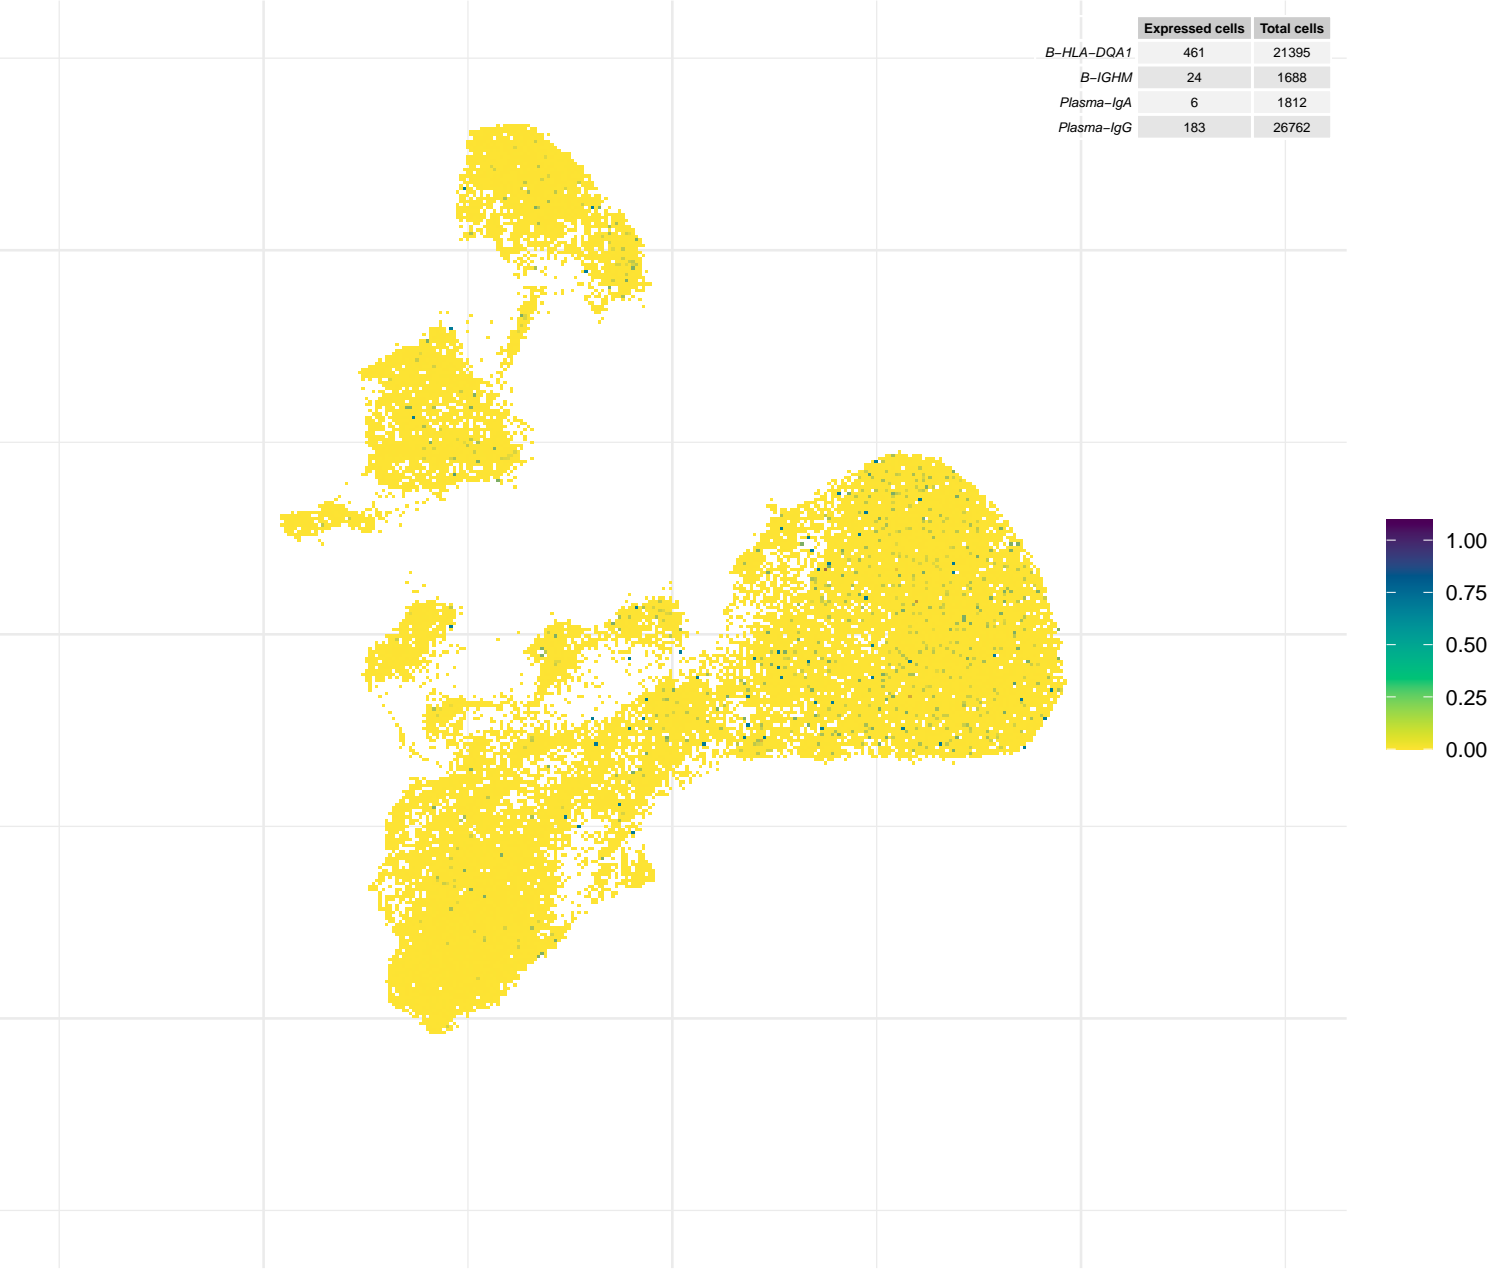 Expressed cells Total cells
B−HLA−DQA1 461 21395
B−IGHM 24 1688
Plasma−IgA 6 1812
Plasma−IgG 183 26762
1.00
0.75
0.50
0.25
0.00